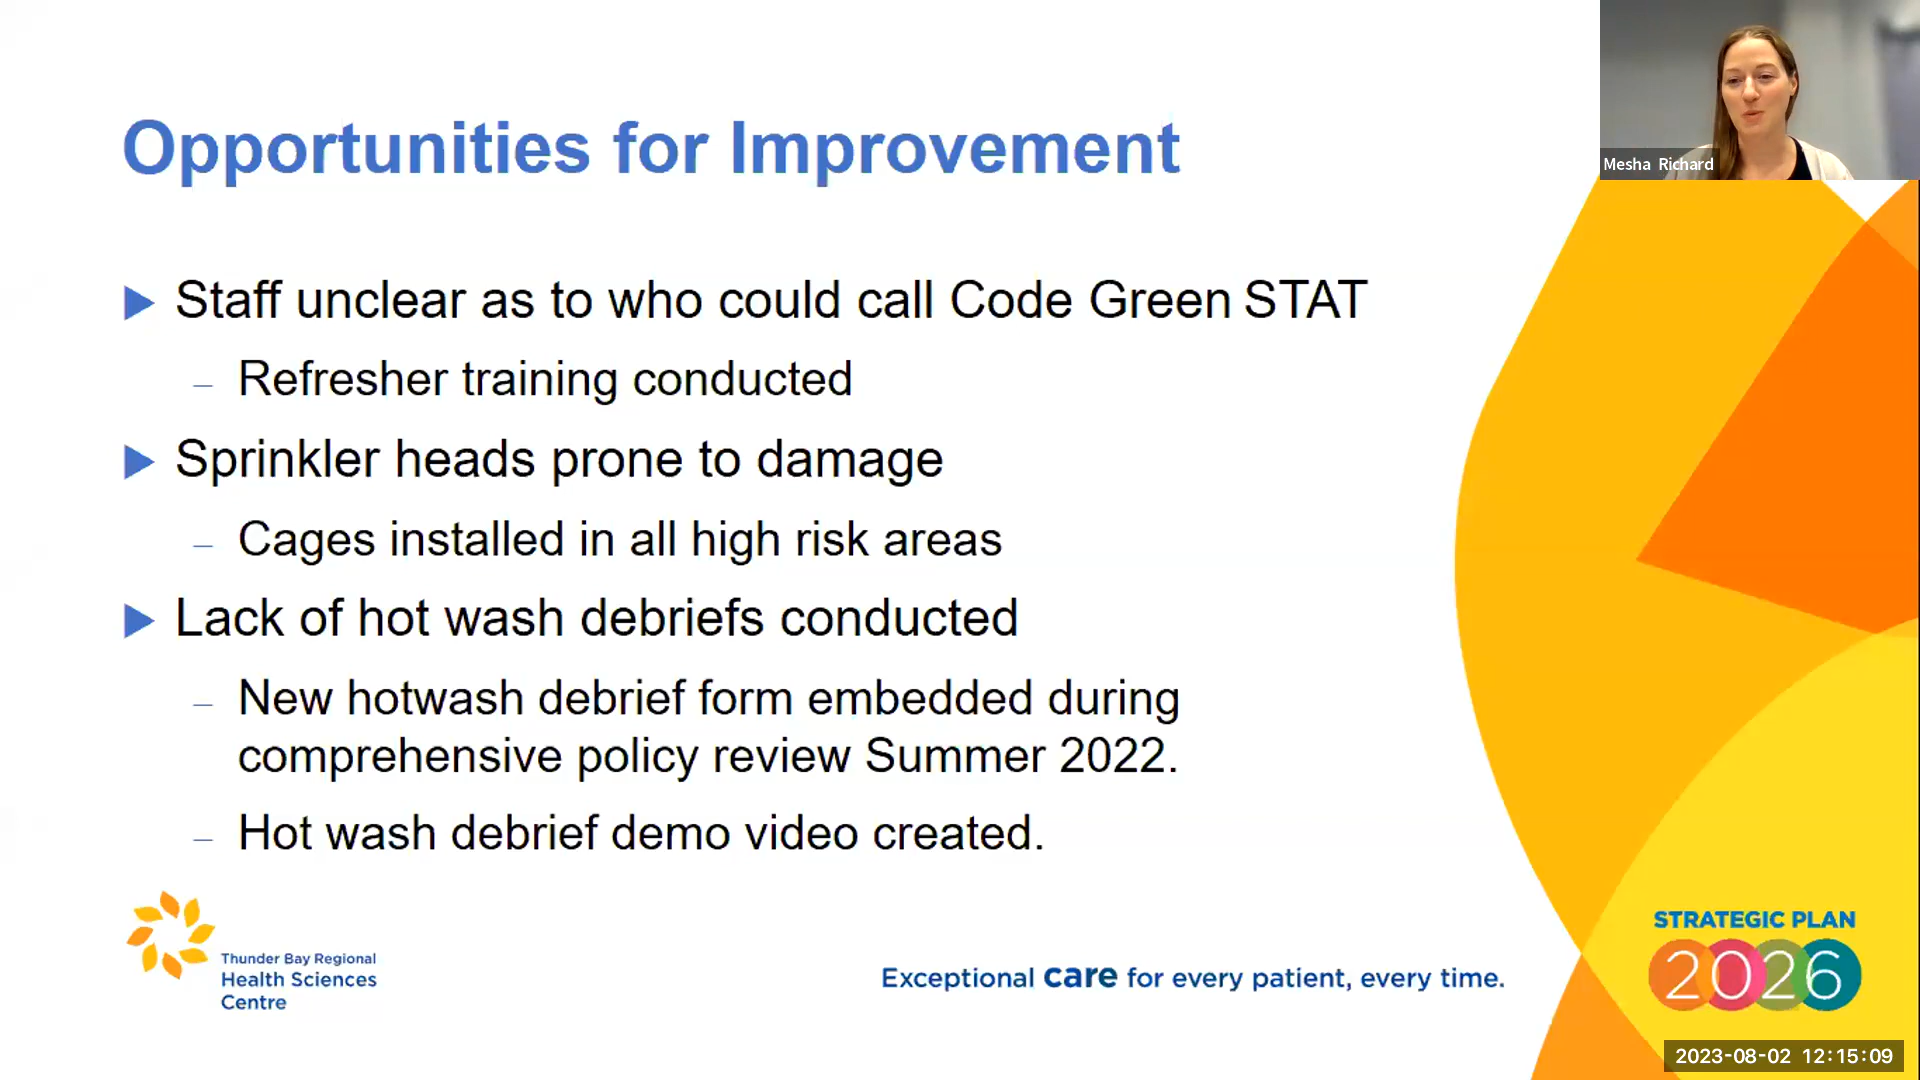 Opportunities for Improvement
Mesha Richard
Staff unclear as to who could call Code Green STAT
– Refresher training conducted
Sprinkler heads prone to damage
– Cages installed in all high risk areas
Lack of hot wash debriefs conducted
– New hotwash debrief form embedded during
comprehensive policy review Summer 2022.
– Hot wash debrief demo video created.
Thunder Bay Regional
Health Sciences
Centre
Exceptional care for every patient, every time.
STRATEGIC PLAN
2026
2023-08-02 12:15:09